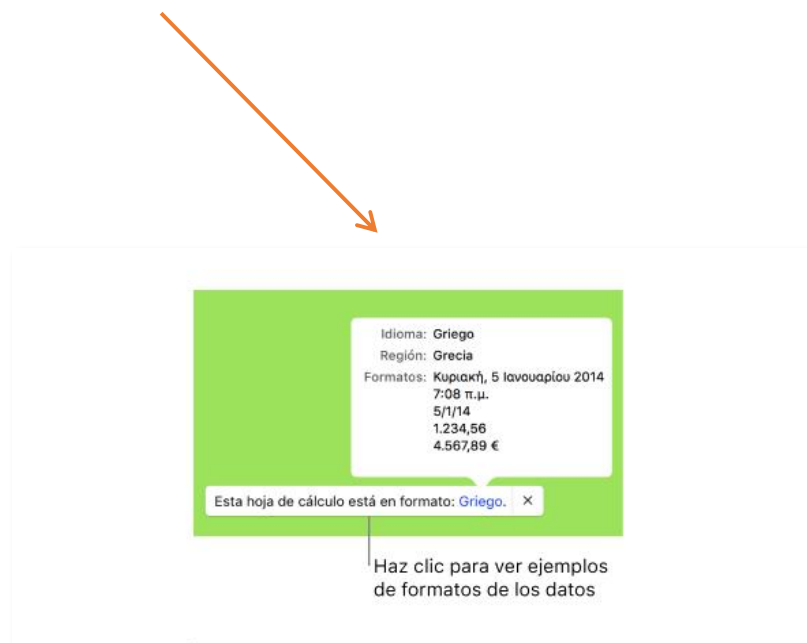 Idioma: Griego
Región: Grecia
Formatos: Κυριακή, 5 Ιανουαρίου 2014
7:08 π.μ.
5/1/14
1.234,56
4.567,89 €
Esta hoja de cálculo está en formato: Griego. ×
Haz clic para ver ejemplos
de formatos de los datos